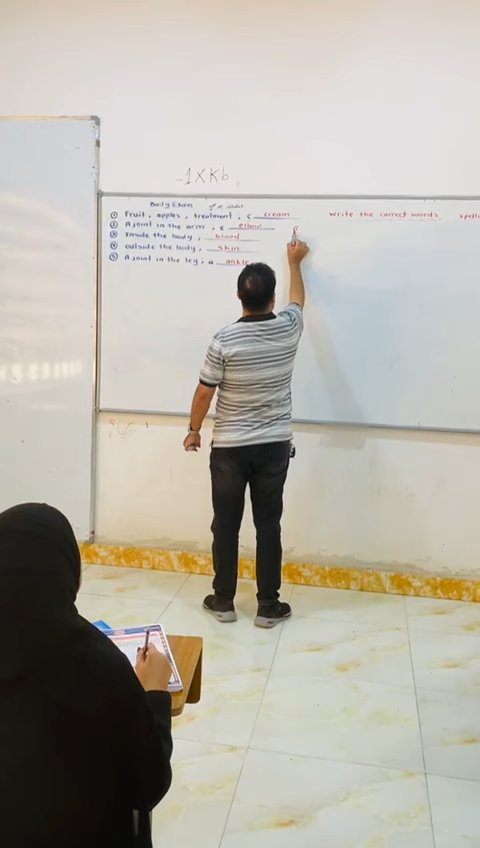 -1XKb
Daily Exam
① Fruit, apples, treatment, c cream
② A joint in the arm, e elbow
③ Inside the body, blood
④ outside the body, skin
⑤ A joint in the leg, a ankle
write the correct words